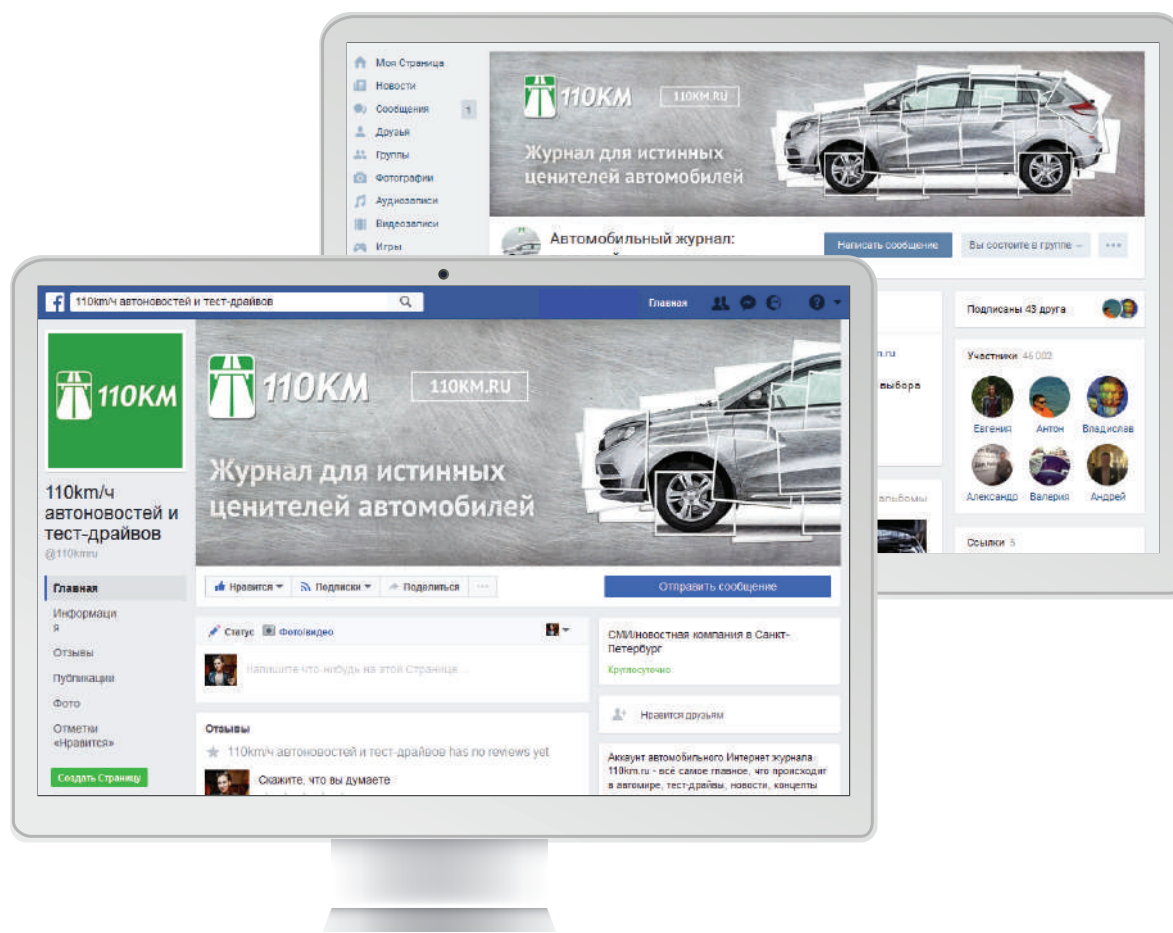 Моя Страница
Новости
Сообщения 1
Друзья
Группы
Фотографии
Аудиозаписи
Видеозаписи
Игры
110KM 110KM.RU
Журнал для истинных
ценителей автомобилей
Автомобильный журнал:
Написать сообщение Вы состоите в группе
Подписаны 43 друга
Участники 46 002
Евгения Антон Владислав
Александр Валерия Андрей
Ссылки 5
n.ru
выбора
альбомы
110km/ч автоновостей и тест-драйвов
Главная
110KM
110km/ч
автоновостей и
тест-драйвов
@110kmru
Главная
Информаци
я
Отзывы
Публикации
Фото
Отметки
«Нравится»
Создать Страницу
110KM 110KM.RU
Журнал для истинных
ценителей автомобилей
Нравится Подписки Поделиться
Отправить сообщение
Статус Фото/видео
Напишите что-нибудь на этой Странице...
Отзывы
110km/ч автоновостей и тест-драйвов has no reviews yet
Скажите, что вы думаете
СМИ/новостная компания в Санкт-
Петербург
Круглосуточно
Нравится друзьям
Аккаунт автомобильного Интернет журнала
110km.ru - всё самое главное, что происходит
в автомире, тест-драйвы, новости, концепты